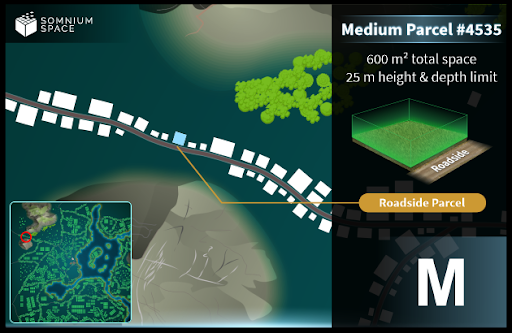 SOMNIUM
SPACE
Medium Parcel #4535
600 m² total space
25 m height & depth limit
Roadside
Roadside Parcel
M